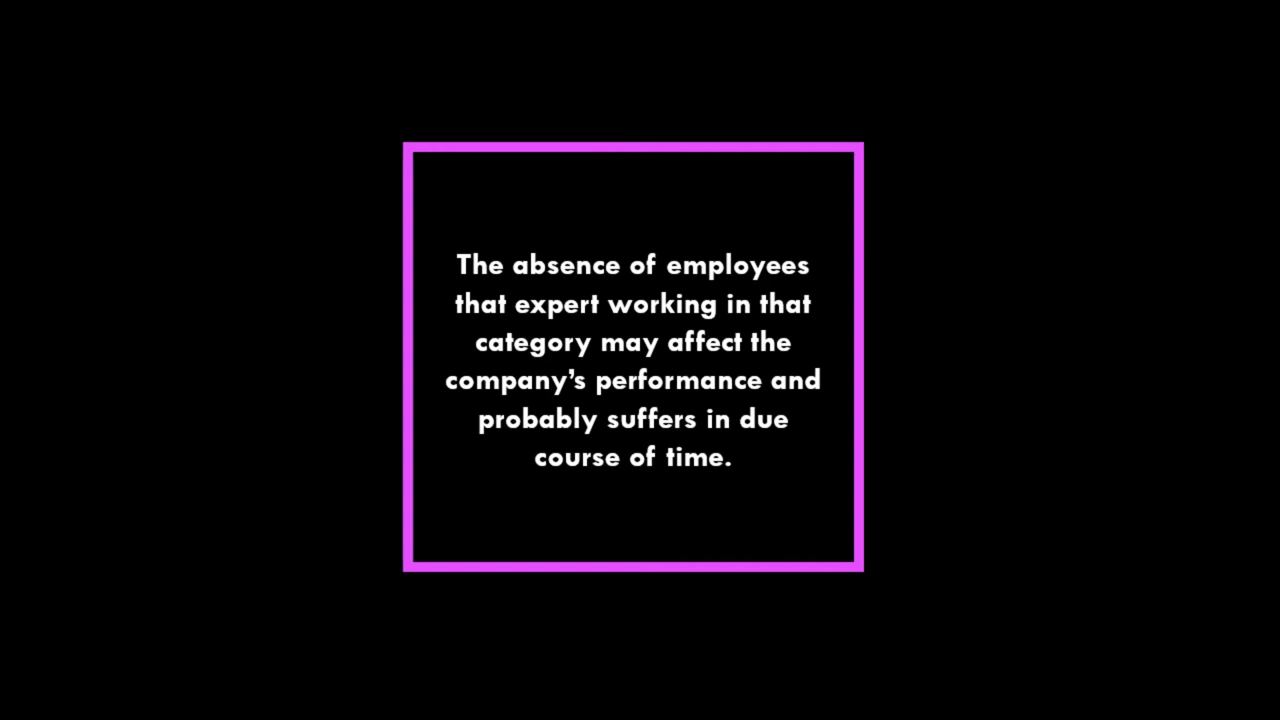 The absence of employees
that expert working in that
category may affect the
company’s performance and
probably suffers in due
course of time.